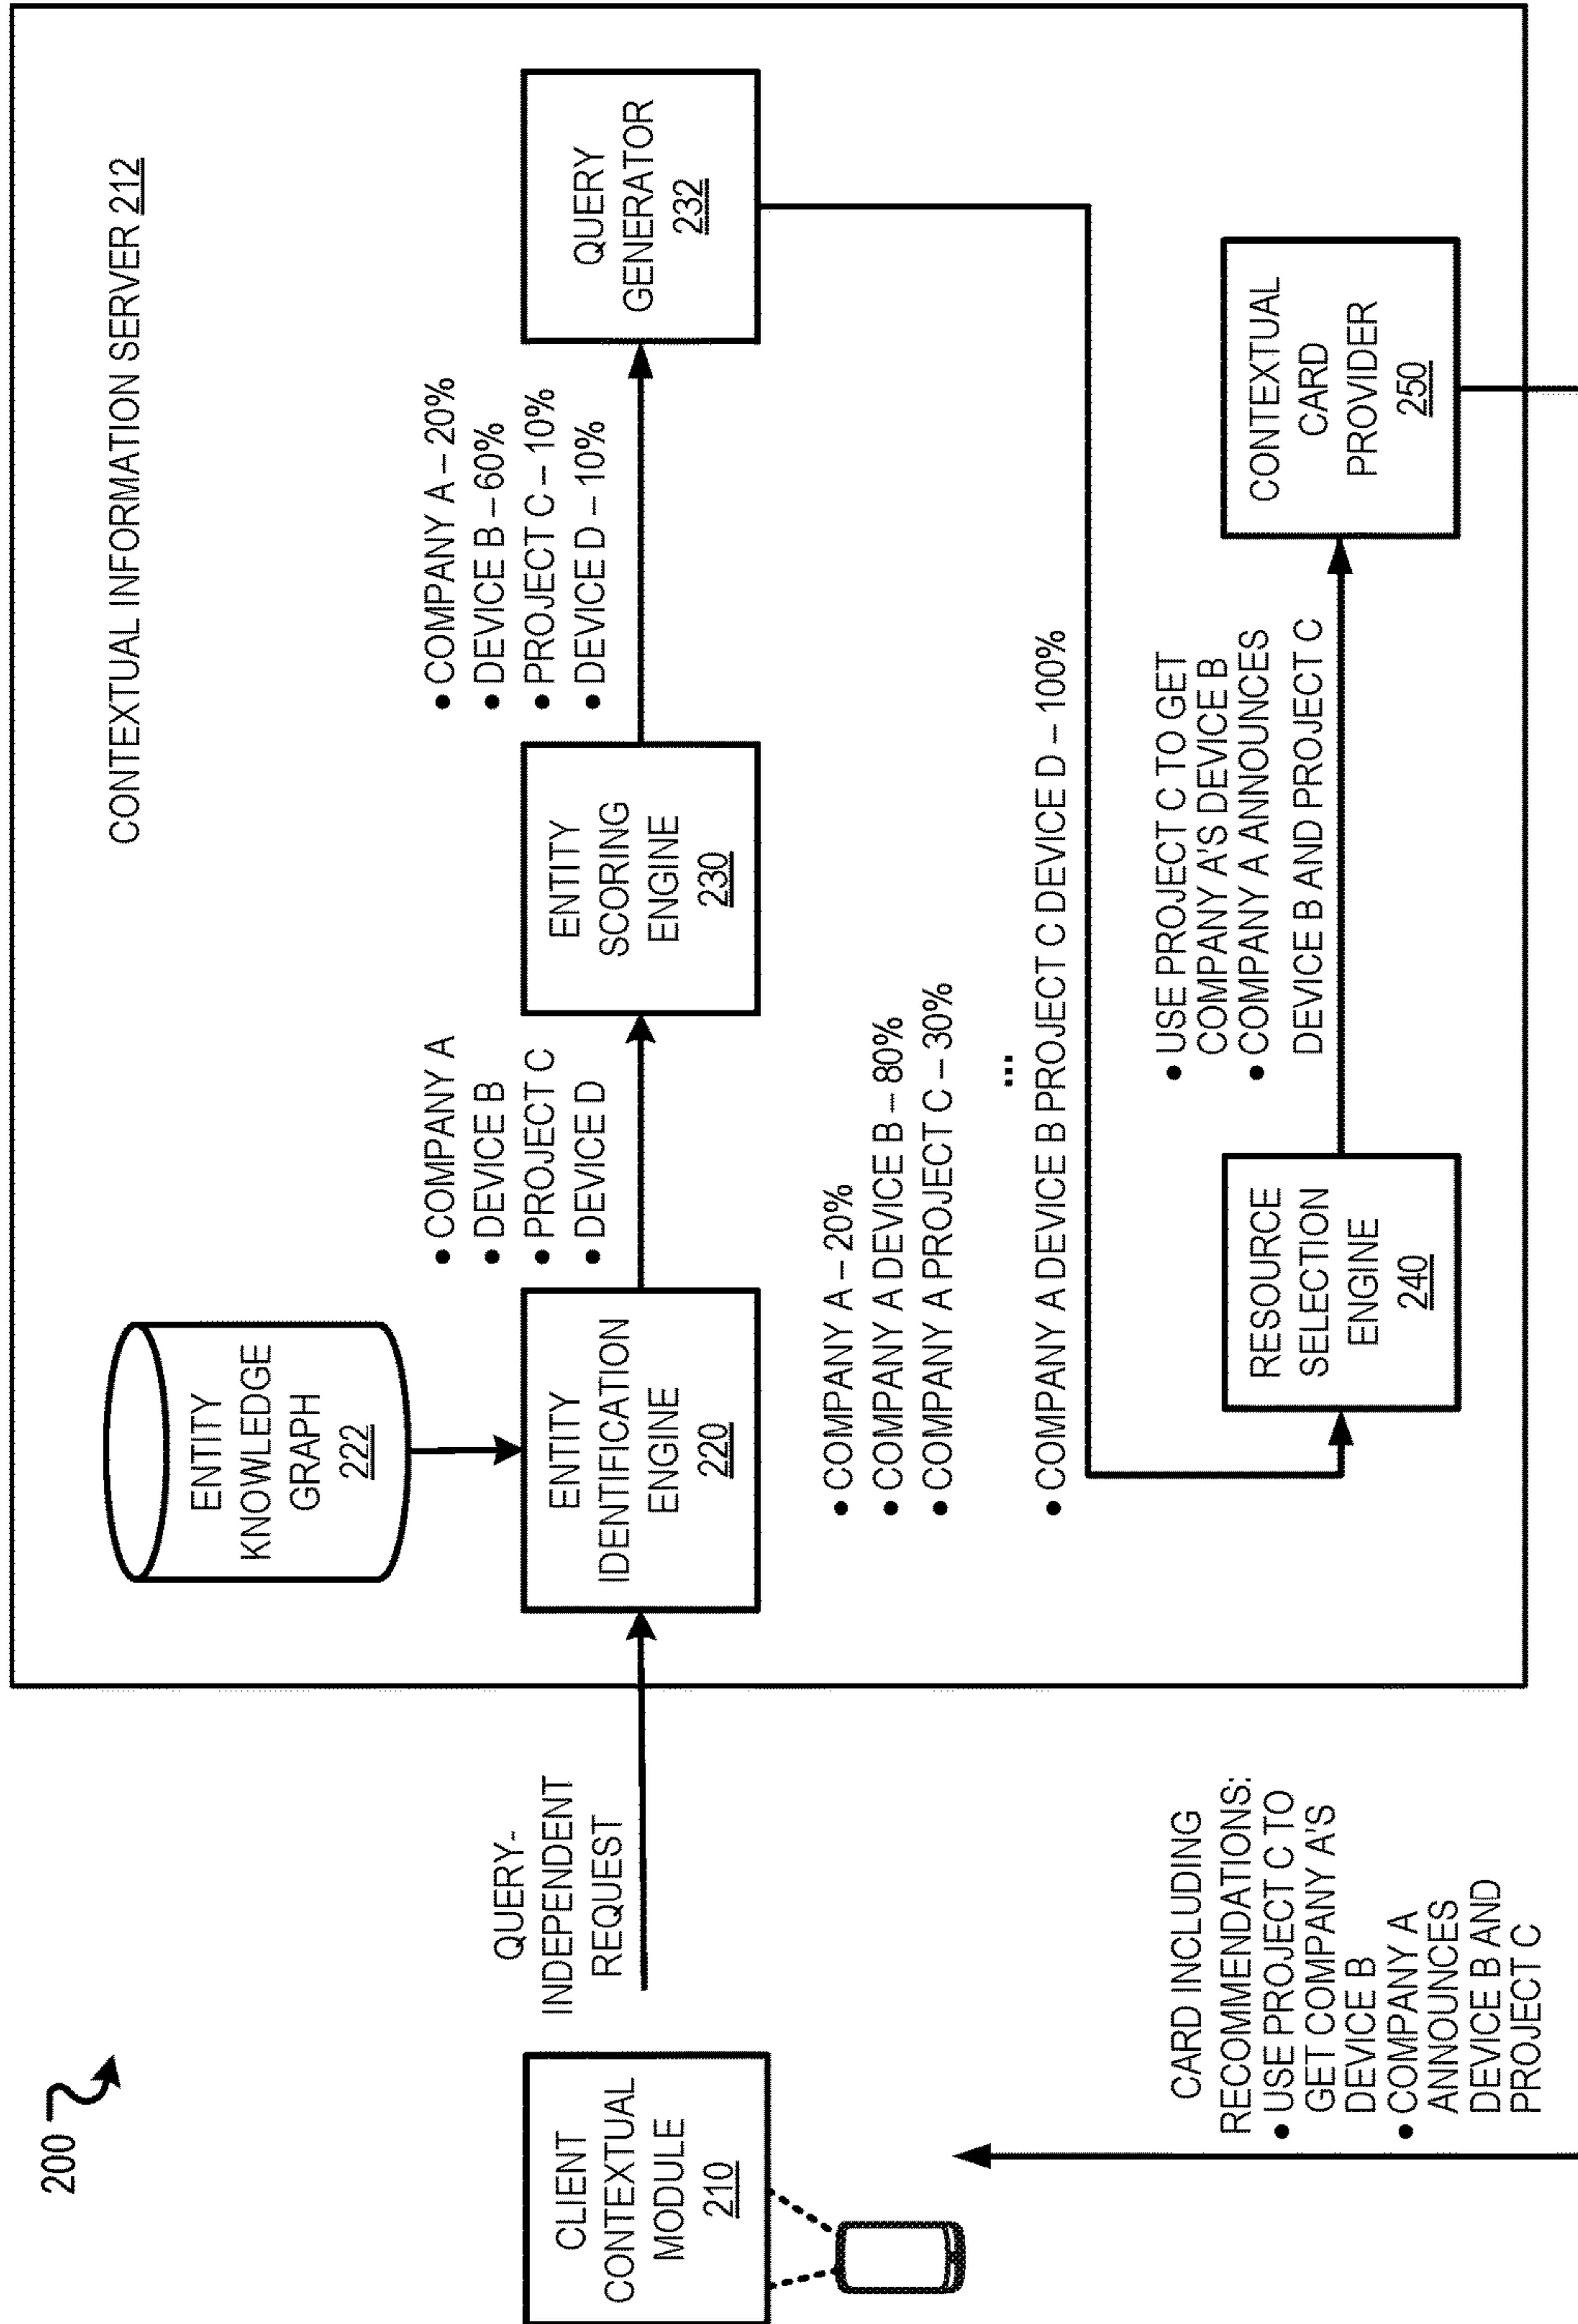 200
CONTEXTUAL INFORMATION SERVER 212
ENTITY
KNOWLEDGE
GRAPH
222
CLIENT
CONTEXTUAL
MODULE
210
QUERY-
INDEPENDENT
REQUEST
ENTITY
IDENTIFICATION
ENGINE
220
• COMPANY A
• DEVICE B
• PROJECT C
• DEVICE D
ENTITY
SCORING
ENGINE
230
• COMPANY A – 20%
• DEVICE B – 60%
• PROJECT C – 10%
• DEVICE D – 10%
QUERY
GENERATOR
232
• COMPANY A – 20%
• COMPANY A DEVICE B – 80%
• COMPANY A PROJECT C – 30%
...
• COMPANY A DEVICE B PROJECT C DEVICE D – 100%
RESOURCE
SELECTION
ENGINE
240
• USE PROJECT C TO GET
COMPANY A'S DEVICE B
• COMPANY A ANNOUNCES
DEVICE B AND PROJECT C
CONTEXTUAL
CARD
PROVIDER
250
CARD INCLUDING
RECOMMENDATIONS:
• USE PROJECT C TO
GET COMPANY A'S
DEVICE B
• COMPANY A
ANNOUNCES
DEVICE B AND
PROJECT C